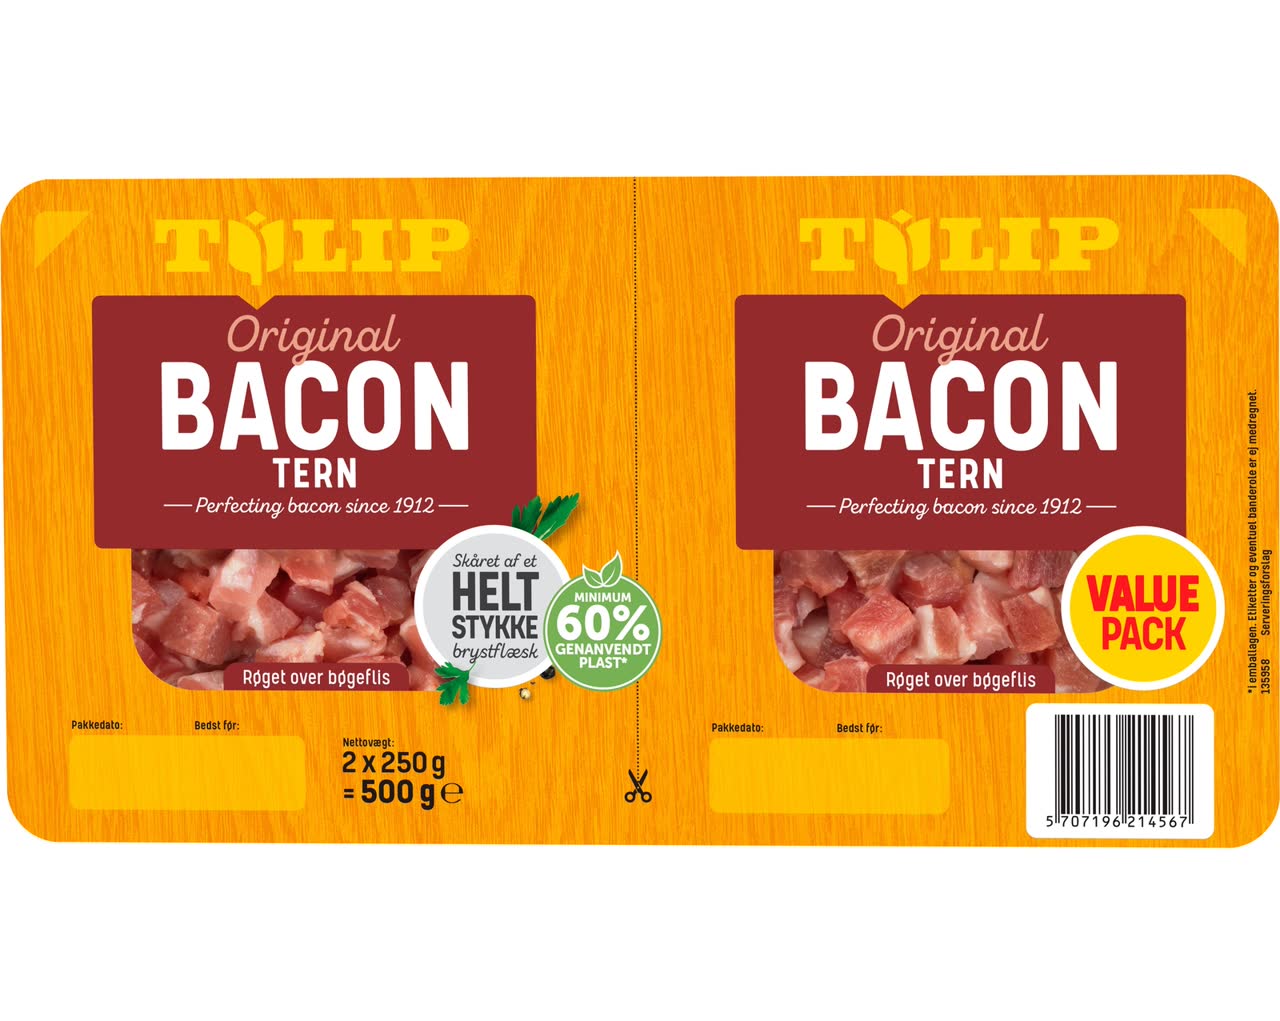 TULIP
Original
BACON
TERN
Perfecting bacon since 1912
Skåret af et
HELT
STYKKE
brystflæsk
MINIMUM
60%
GENANVENDT
PLAST*
Røget over bøgeflis
Pakkedato:
Bedst før:
Nettovægt:
2 x 250 g
= 500 g ℮
TULIP
Original
BACON
TERN
Perfecting bacon since 1912
VALUE
PACK
Røget over bøgeflis
Pakkedato:
Bedst før:
*I emballagen. Etiketter og eventuel banderole er ej medregnet.
135958 Serveringsforslag
5 707196 214567